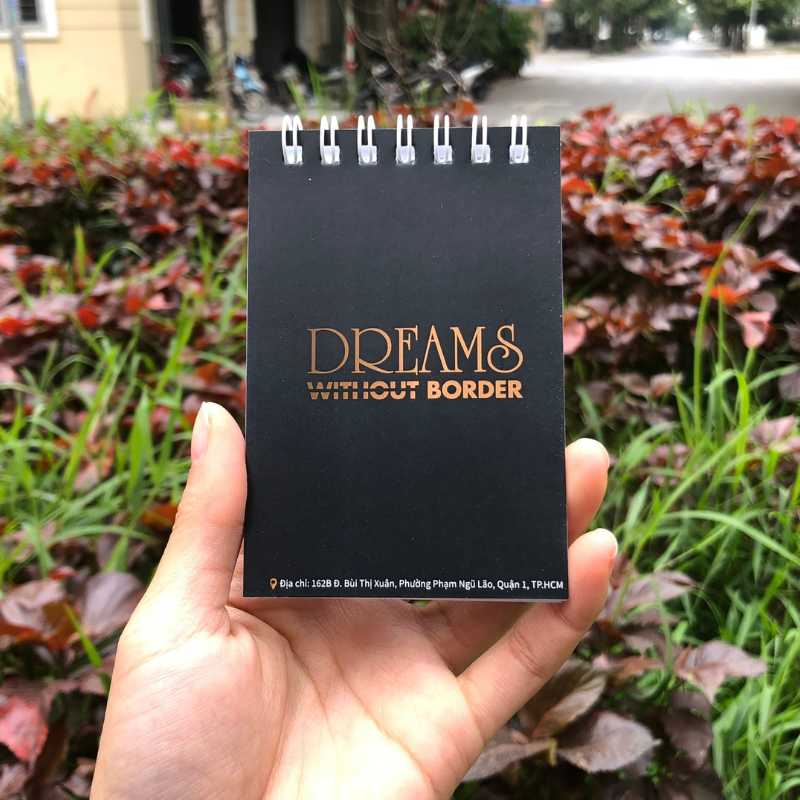 DREAMS
WITHOUT BORDER
Địa chỉ: 162B Đ. Bùi Thị Xuân, Phường Phạm Ngũ Lão, Quận 1, TP.HCM